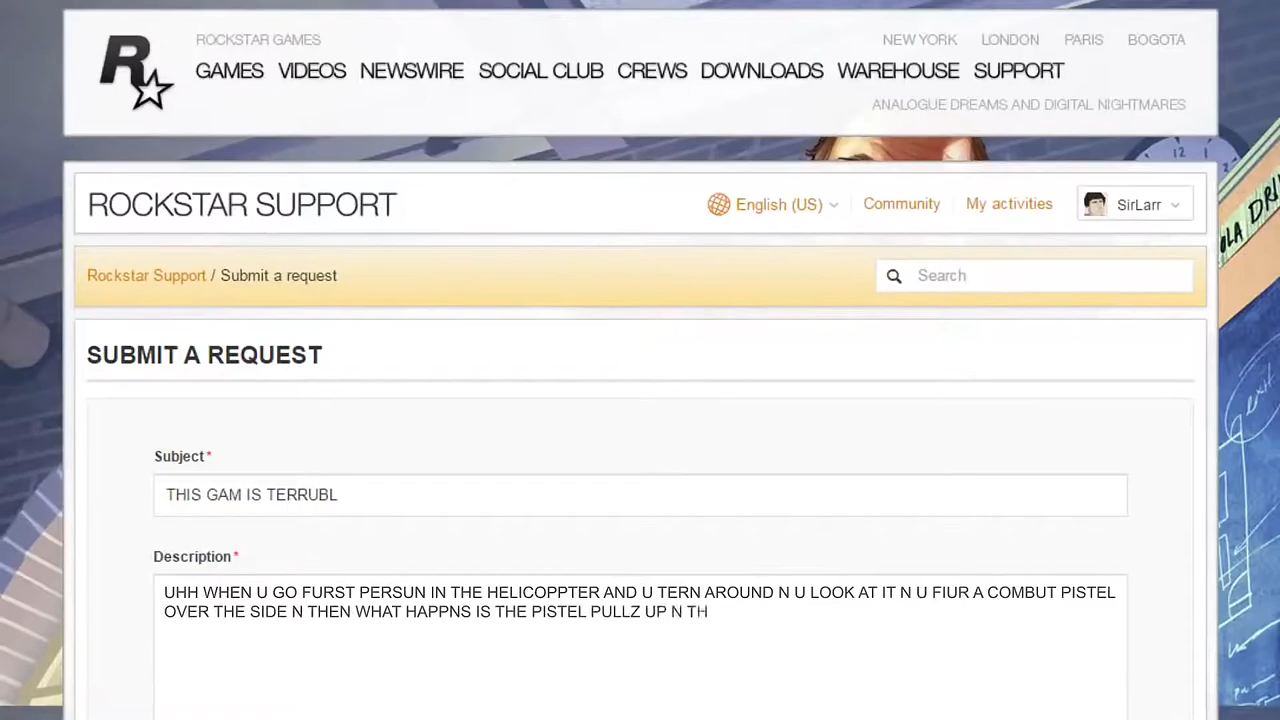 ROCKSTAR GAMES
NEW YORK LONDON PARIS BOGOTA
GAMES VIDEOS NEWSWIRE SOCIAL CLUB CREWS DOWNLOADS WAREHOUSE SUPPORT
ANALOGUE DREAMS AND DIGITAL NIGHTMARES
ROCKSTAR SUPPORT
English (US) Community My activities SirLarr
Rockstar Support / Submit a request
Search
SUBMIT A REQUEST
Subject*
THIS GAM IS TERRUBL
Description*
UHH WHEN U GO FURST PERSUN IN THE HELICOPPTER AND U TERN AROUND N U LOOK AT IT N U FIUR A COMBUT PISTEL
OVER THE SIDE N THEN WHAT HAPPNS IS THE PISTEL PULLZ UP N TH